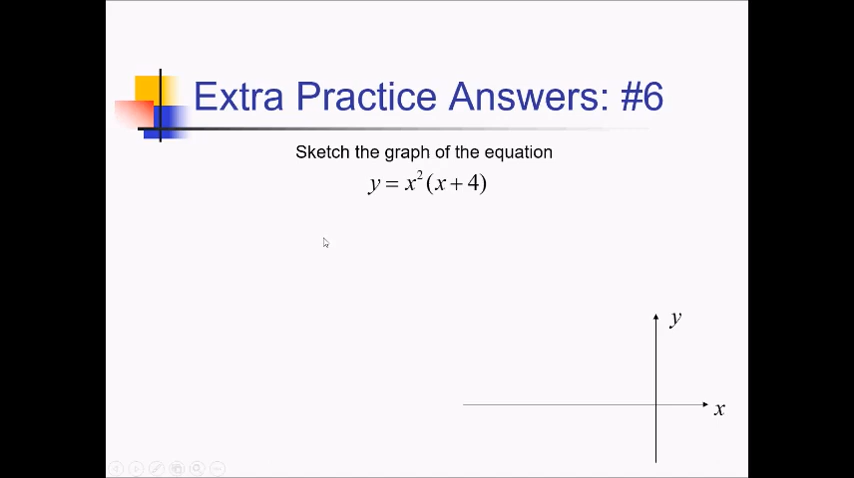 Extra Practice Answers: #6
Sketch the graph of the equation
y = x²(x + 4)
y
x